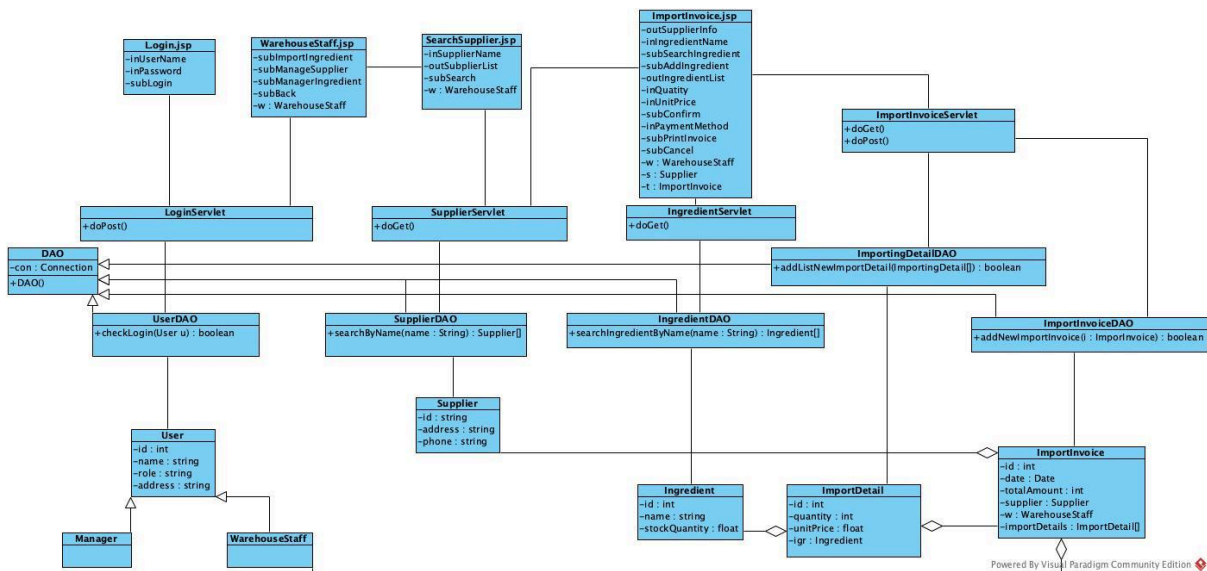 Login.jsp
-inUserName
-inPassword
-subLogin
WarehouseStaff.jsp
-subImportIngredient
-subManageSupplier
-subManagerIngredient
-subBack
-w : WarehouseStaff
SearchSupplier.jsp
-inSupplierName
-outSubplierList
-subSearch
-w : WarehouseStaff
ImportInvoice.jsp
-outSupplierInfo
-inIngredientName
-subSearchIngredient
-subAddIngredient
-outIngredientList
-inQuatity
-inUnitPrice
-subConfirm
-inPaymentMethod
-subPrintInvoice
-subCancel
-w : WarehouseStaff
-s : Supplier
-t : ImportInvoice
ImportInvoiceServlet
+doGet()
+doPost()
LoginServlet
+doPost()
SupplierServlet
+doGet()
IngredientServlet
+doGet()
DAO
-con : Connection
+DAO()
ImportingDetailDAO
+addListNewImportDetail(ImportingDetail[]) : boolean
UserDAO
+checkLogin(User u) : boolean
SupplierDAO
+searchByName(name : String) : Supplier[]
IngredientDAO
+searchIngredientByName(name : String) : Ingredient[]
ImportInvoiceDAO
+addNewImportInvoice(i : ImporInvoice) : boolean
Supplier
-id : string
-address : string
-phone : string
User
-id : int
-name : string
-role : string
-address : string
ImportInvoice
-id : int
-date : Date
-totalAmount : int
-supplier : Supplier
-w : WarehouseStaff
-importDetails : ImportDetail[]
Ingredient
-id : int
-name : string
-stockQuantity : float
ImportDetail
-id : int
-quantity : int
-unitPrice : float
-igr : Ingredient
Manager
WarehouseStaff
Powered By Visual Paradigm Community Edition